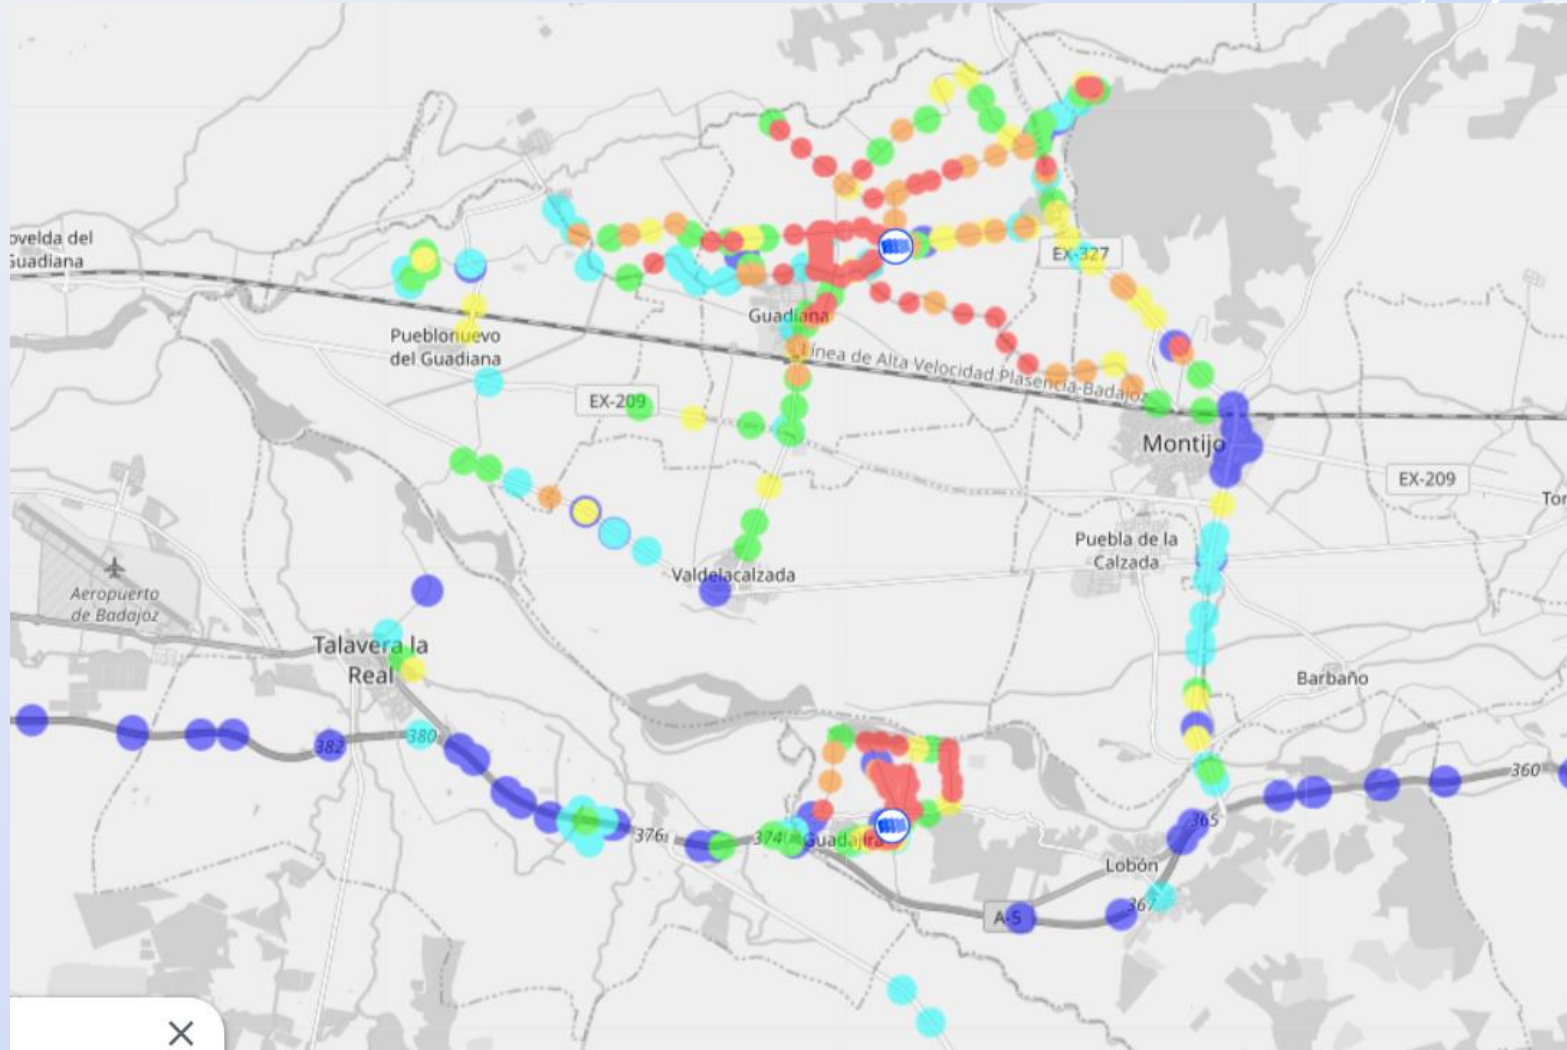 ovelda del
Guadiana
EX-327
Guadiana
Pueblonuevo
del Guadiana
Línea de Alta Velocidad Plasencia-Badajoz
EX-209
Montijo
EX-209
Tor
Puebla de la
Calzada
Valdelacalzada
Aeropuerto
de Badajoz
Talavera la
Real
Barbaño
382
380
360
376
374
Guadajira
365
Lobón
367
A-5